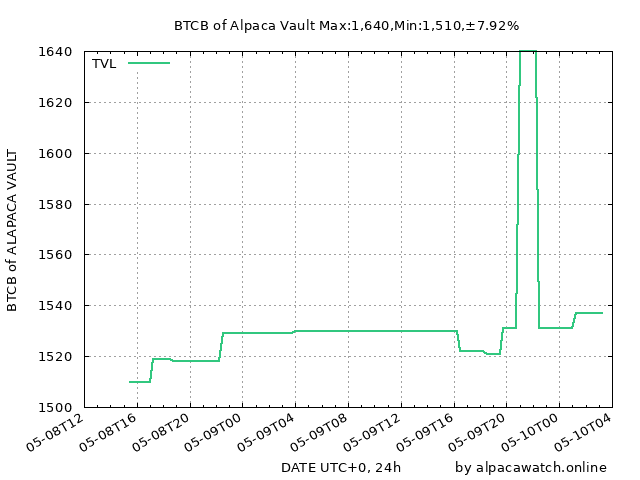 BTCB of Alpaca Vault Max:1,640,Min:1,510,±7.92%
TVL
1640
1620
1600
1580
1560
1540
1520
1500
BTCB of ALAPACA VAULT
05-08T12
05-08T16
05-08T20
05-09T00
05-09T04
05-09T08
05-09T12
05-09T16
05-09T20
05-10T00
05-10T04
DATE UTC+0, 24h
by alpacawatch.online